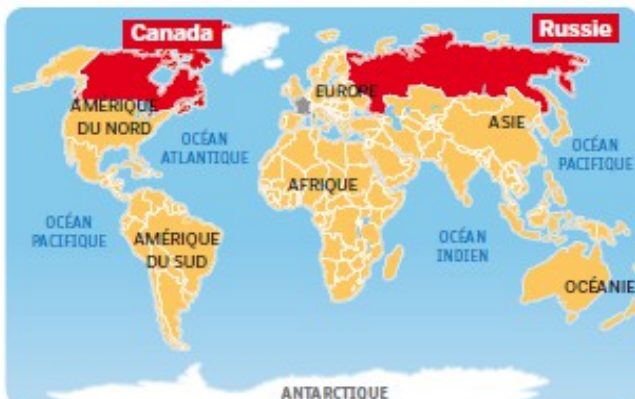 Canada
Russie
EUROPE
AMÉRIQUE
DU NORD
ASIE
OCÉAN
ATLANTIQUE
OCÉAN
PACIFIQUE
AFRIQUE
OCÉAN
PACIFIQUE
AMÉRIQUE
DU SUD
OCÉAN
INDIEN
OCÉANIE
ANTARCTIQUE